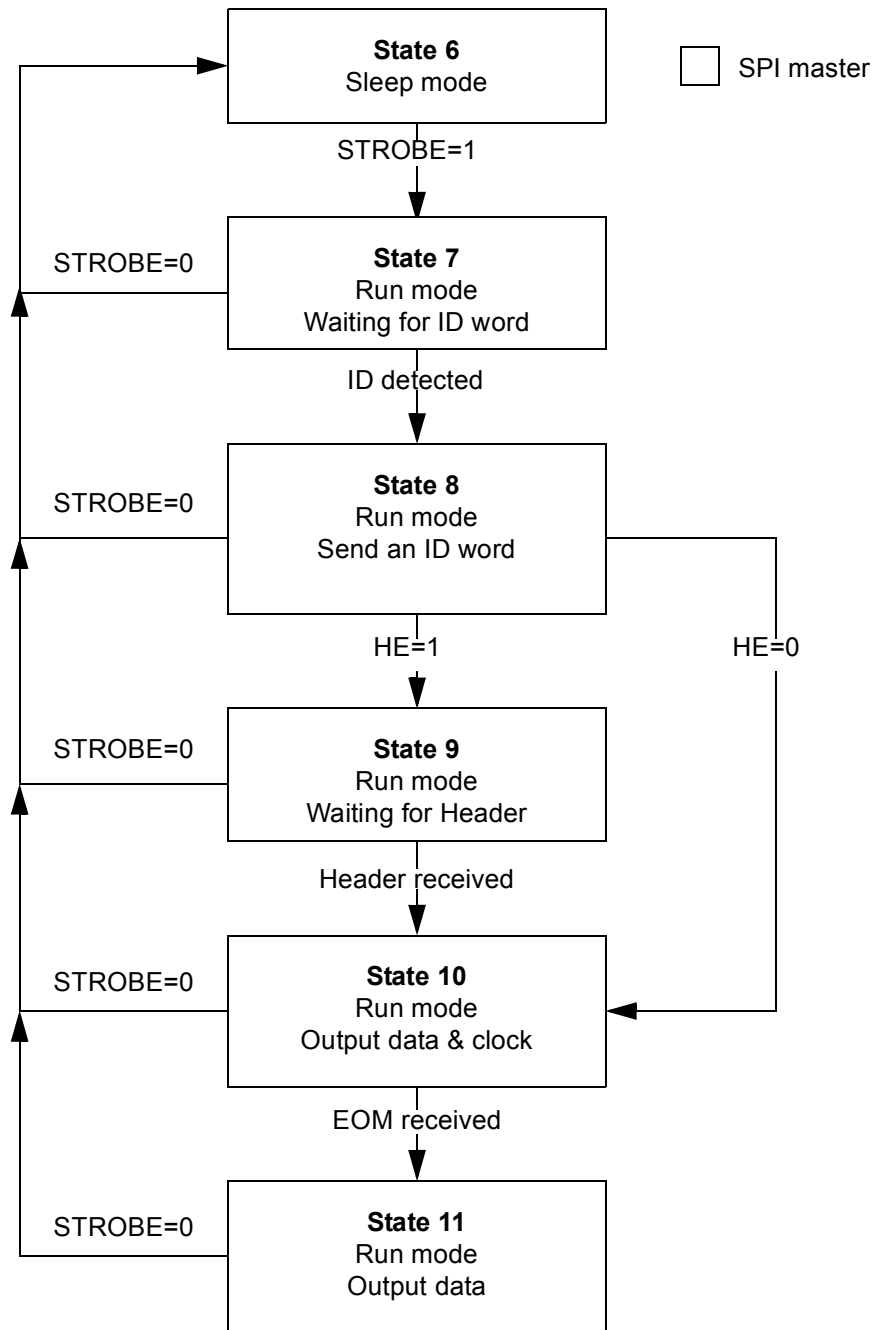 State 6
Sleep mode
SPI master
STROBE=1
State 7
Run mode
Waiting for ID word
STROBE=0
ID detected
State 8
Run mode
Send an ID word
STROBE=0
HE=1
HE=0
State 9
Run mode
Waiting for Header
STROBE=0
Header received
State 10
Run mode
Output data & clock
STROBE=0
EOM received
State 11
Run mode
Output data
STROBE=0